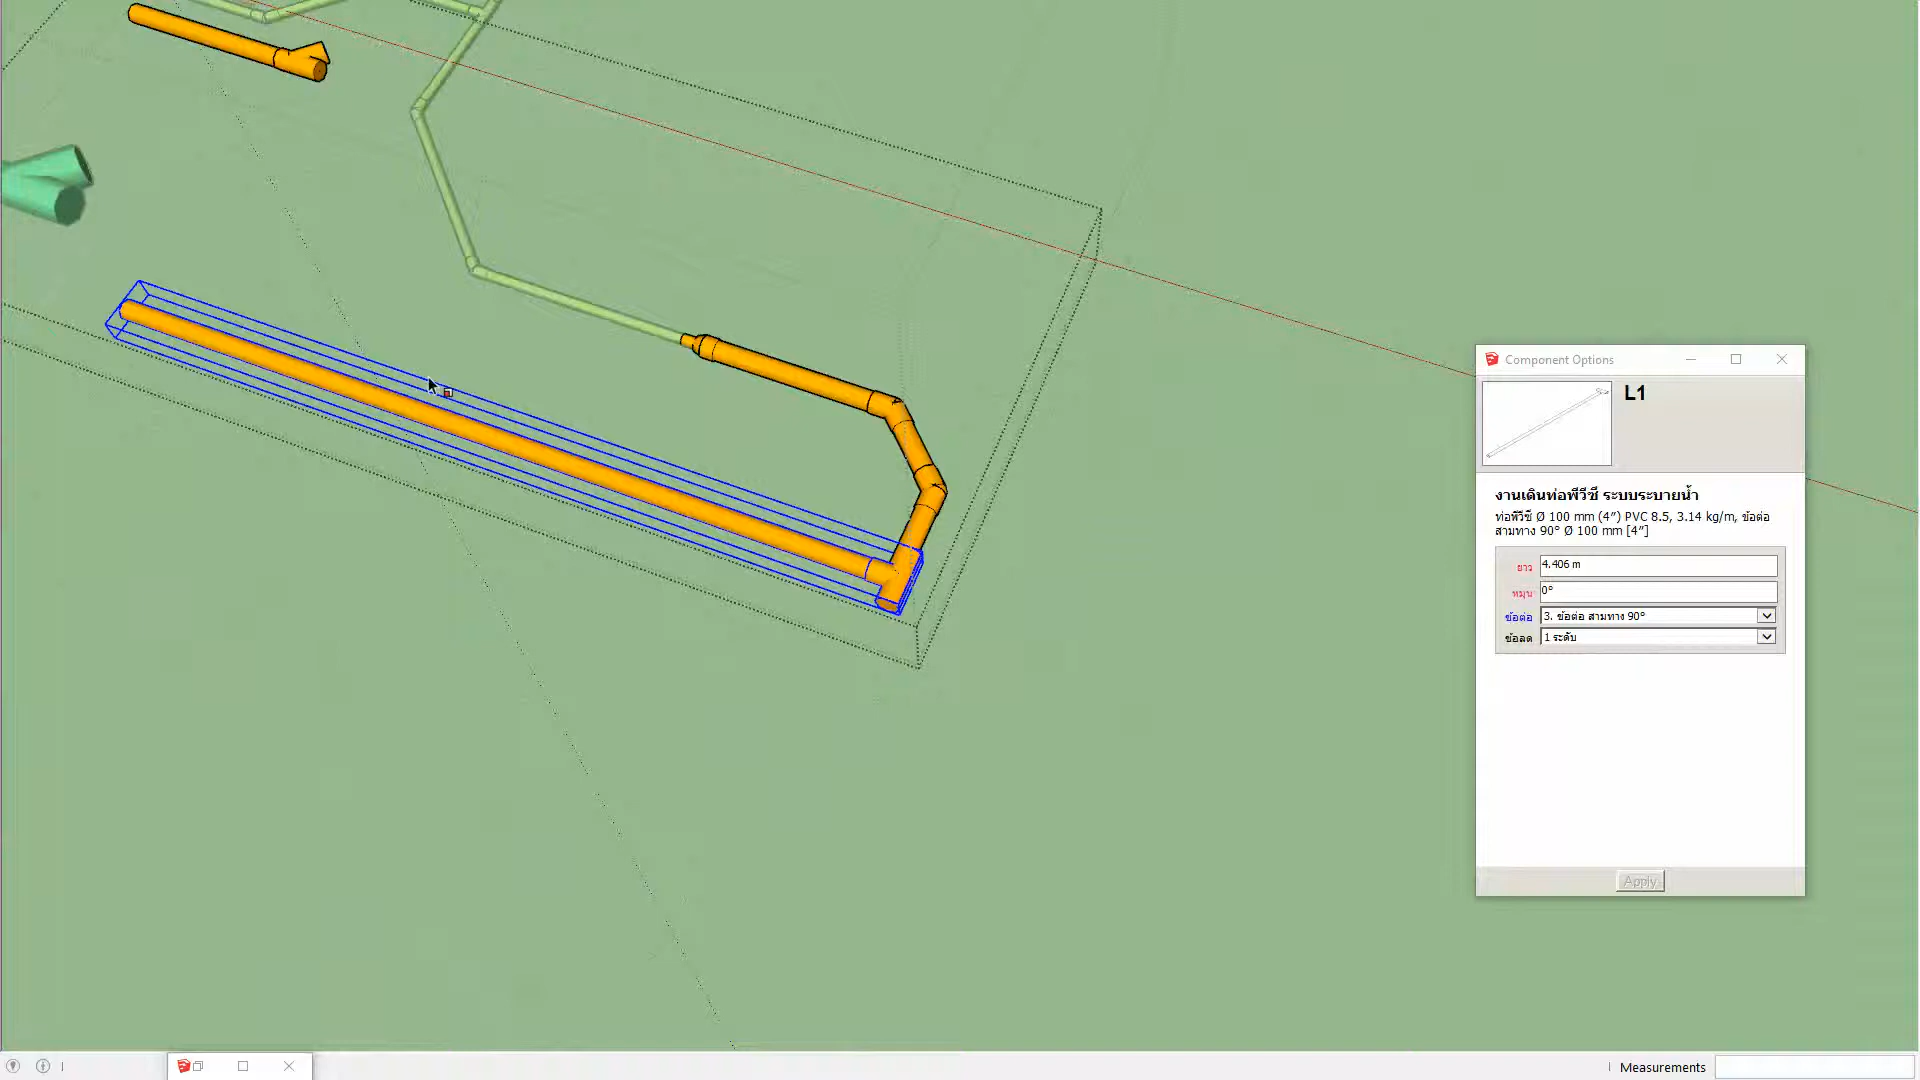 Component Options
L1
งานเดินท่อพีวีซี ระบบระบายน้ำ
ท่อพีวีซี Ø 100 mm (4″) PVC 8.5, 3.14 kg/m, ข้อต่อ
สามทาง 90° Ø 100 mm [4″]
ยาว 4.406 m
หมุน 0°
ข้อต่อ 3. ข้อต่อ สามทาง 90°
ข้อลด 1 ระดับ
Apply
Measurements